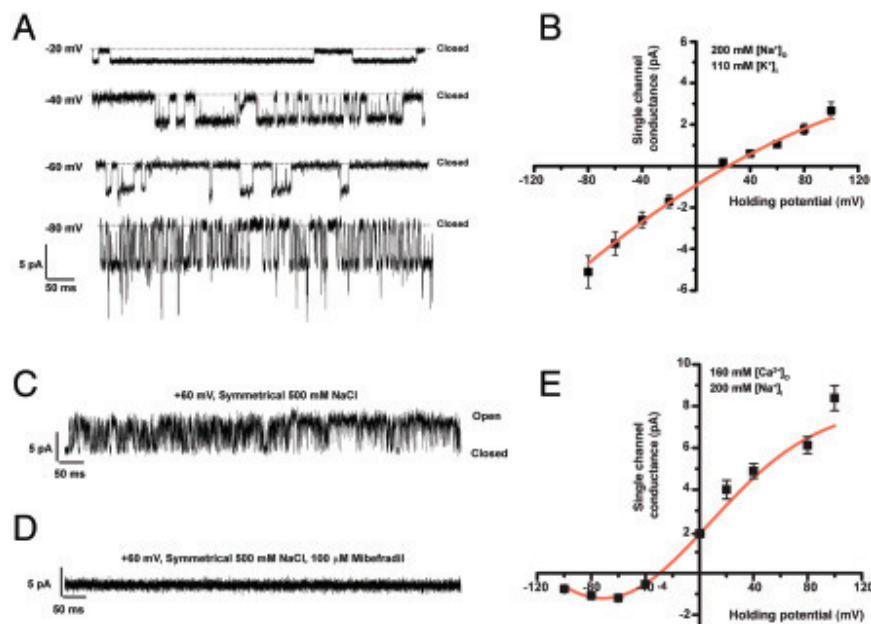 A
-20 mV
Closed
-40 mV
Closed
-60 mV
Closed
-80 mV
Closed
5 pA
50 ms
B
200 mM [Na⁺]₀
110 mM [K⁺]ᵢ
Single channel
conductance (pA)
6
4
2
-2
-4
-6
-80
-40
40
80
120
Holding potential (mV)
C
+60 mV, Symmetrical 500 mM NaCl
Open
Closed
5 pA
50 ms
D
+60 mV, Symmetrical 500 mM NaCl, 100 μM Mibefradil
5 pA
50 ms
E
160 mM [Ca²⁺]₀
200 mM [Na⁺]ᵢ
Single channel
conductance (pA)
10
8
6
4
2
-2
-120
-80
-40
-4
0
40
80
120
Holding potential (mV)